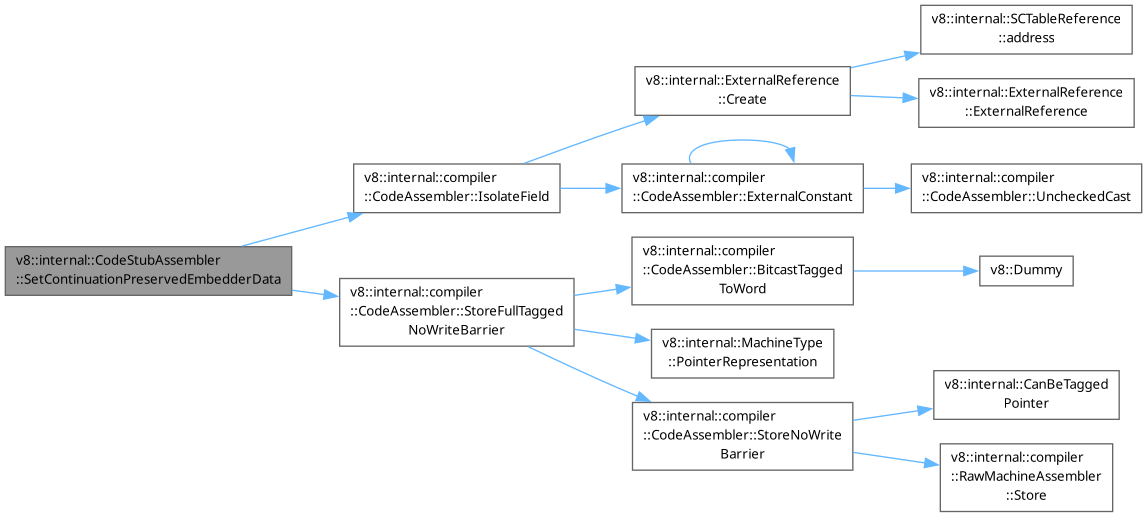 v8::internal::SCTableReference
::address
v8::internal::ExternalReference
::Create
v8::internal::ExternalReference
::ExternalReference
v8::internal::compiler
::CodeAssembler::IsolateField
v8::internal::compiler
::CodeAssembler::ExternalConstant
v8::internal::compiler
::CodeAssembler::UncheckedCast
v8::internal::CodeStubAssembler
::SetContinuationPreservedEmbedderData
v8::internal::compiler
::CodeAssembler::BitcastTagged
ToWord
v8::Dummy
v8::internal::compiler
::CodeAssembler::StoreFullTagged
NoWriteBarrier
v8::internal::MachineType
::PointerRepresentation
v8::internal::compiler
::CodeAssembler::StoreNoWrite
Barrier
v8::internal::CanBeTagged
Pointer
v8::internal::compiler
::RawMachineAssembler
::Store